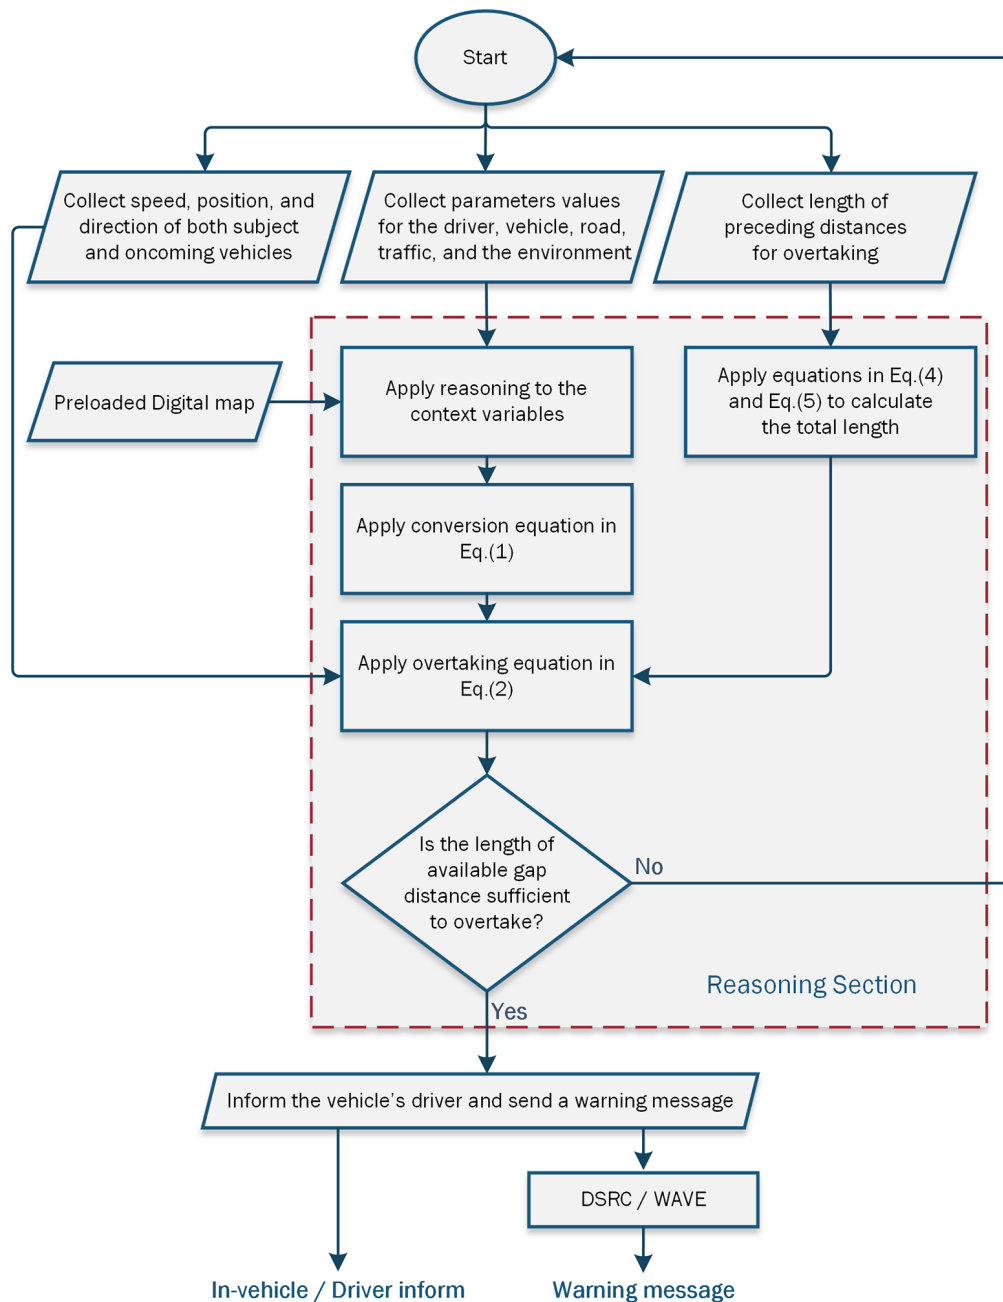 Start
Collect speed, position, and
direction of both subject
and oncoming vehicles
Collect parameters values
for the driver, vehicle, road,
traffic, and the environment
Collect length of
preceding distances
for overtaking
Preloaded Digital map
Apply reasoning to the
context variables
Apply equations in Eq.(4)
and Eq.(5) to calculate
the total length
Apply conversion equation in
Eq.(1)
Apply overtaking equation in
Eq.(2)
Is the length of
available gap
distance sufficient
to overtake?
No
Reasoning Section
Yes
Inform the vehicle's driver and send a warning message
DSRC / WAVE
In-vehicle / Driver inform
Warning message